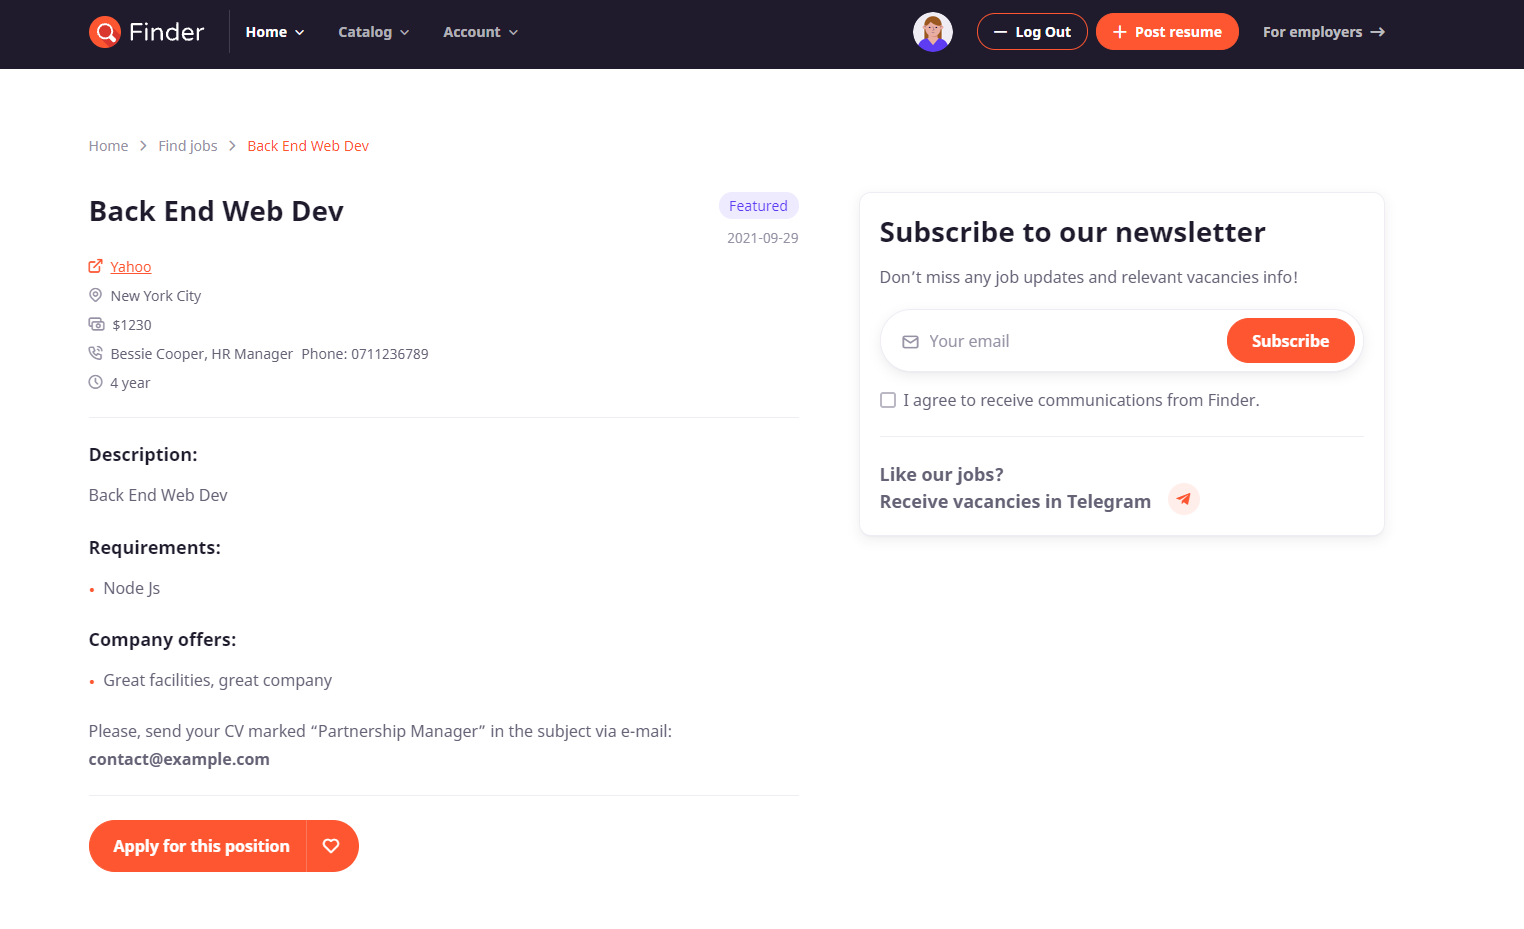 Finder
Home
Catalog
Account
Log Out
Post resume
For employers
Home
Find jobs
Back End Web Dev
Back End Web Dev
Featured
2021-09-29
Yahoo
New York City
$1230
Bessie Cooper, HR Manager Phone: 0711236789
4 year
Description:
Back End Web Dev
Requirements:
• Node Js
Company offers:
• Great facilities, great company
Please, send your CV marked “Partnership Manager” in the subject via e-mail:
contact@example.com
Apply for this position
Subscribe to our newsletter
Don’t miss any job updates and relevant vacancies info!
Your email
Subscribe
I agree to receive communications from Finder.
Like our jobs?
Receive vacancies in Telegram